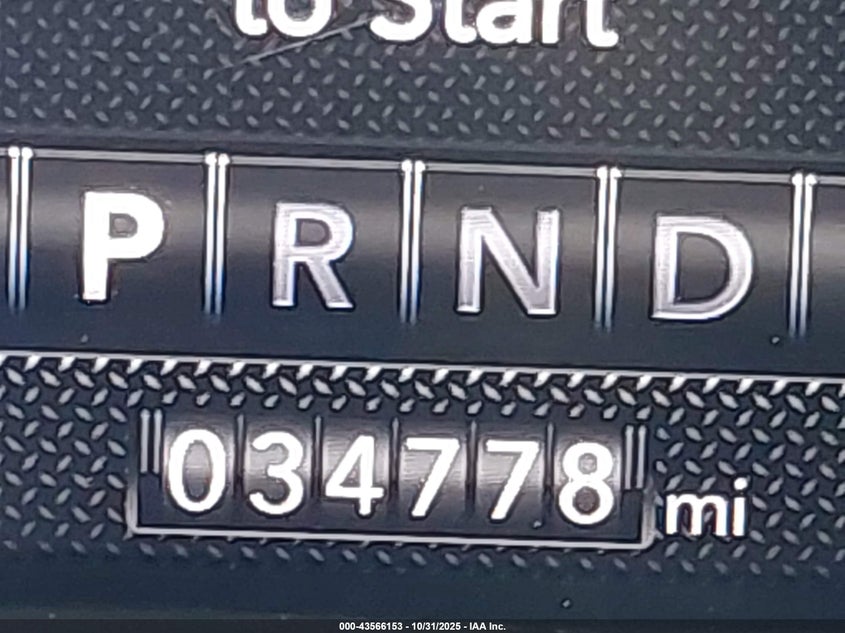 to Start
P R N D
034778 mi
000-43566153 - 10/31/2025 - IAA Inc.